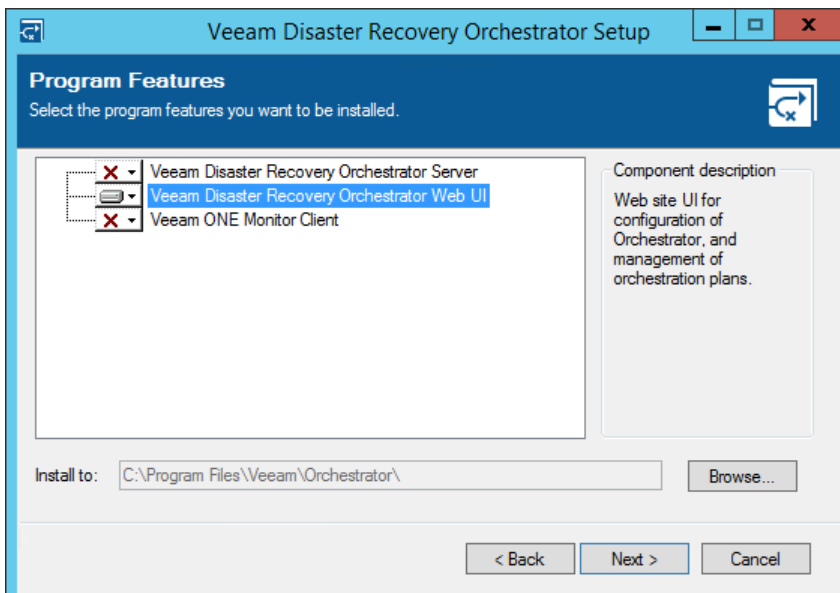 Veeam Disaster Recovery Orchestrator Setup
Program Features
Select the program features you want to be installed.
Veeam Disaster Recovery Orchestrator Server
Veeam Disaster Recovery Orchestrator Web UI
Veeam ONE Monitor Client
Component description
Web site UI for
configuration of
Orchestrator, and
management of
orchestration plans.
Install to:
C:\Program Files\Veeam\Orchestrator\
Browse...
< Back
Next >
Cancel